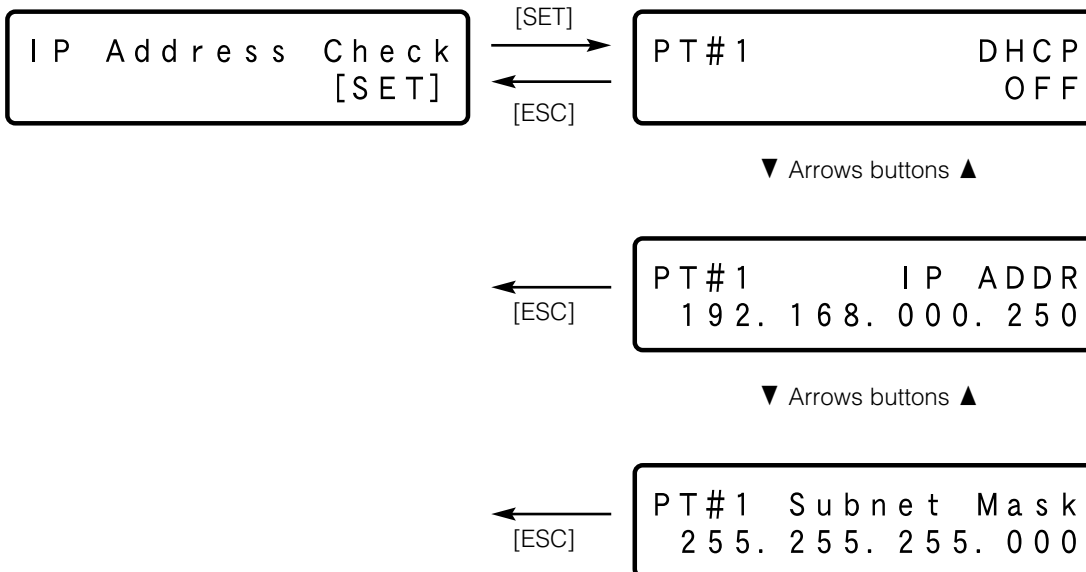 [SET]
IP Address Check
[SET]
[ESC]
PT#1 DHCP
OFF
▼ Arrows buttons ▲
PT#1 IP ADDR
192.168.000.250
[ESC]
▼ Arrows buttons ▲
PT#1 Subnet Mask
255.255.255.000
[ESC]